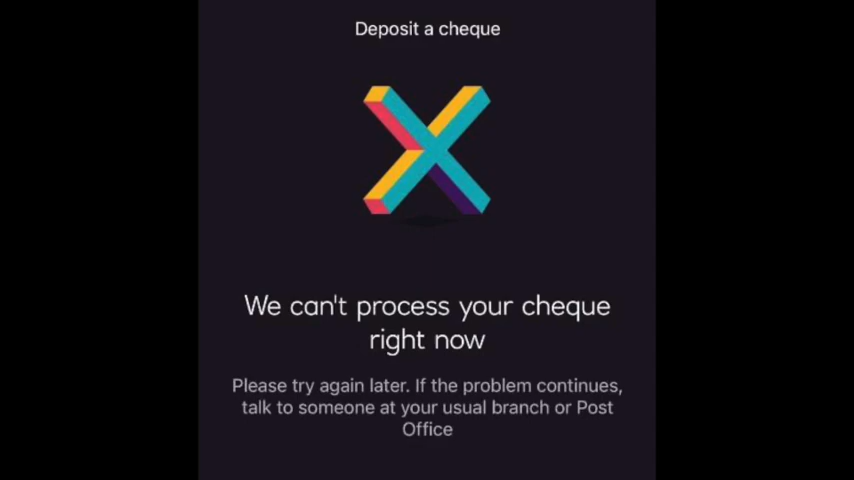 Deposit a cheque
We can't process your cheque
right now
Please try again later. If the problem continues,
talk to someone at your usual branch or Post
Office